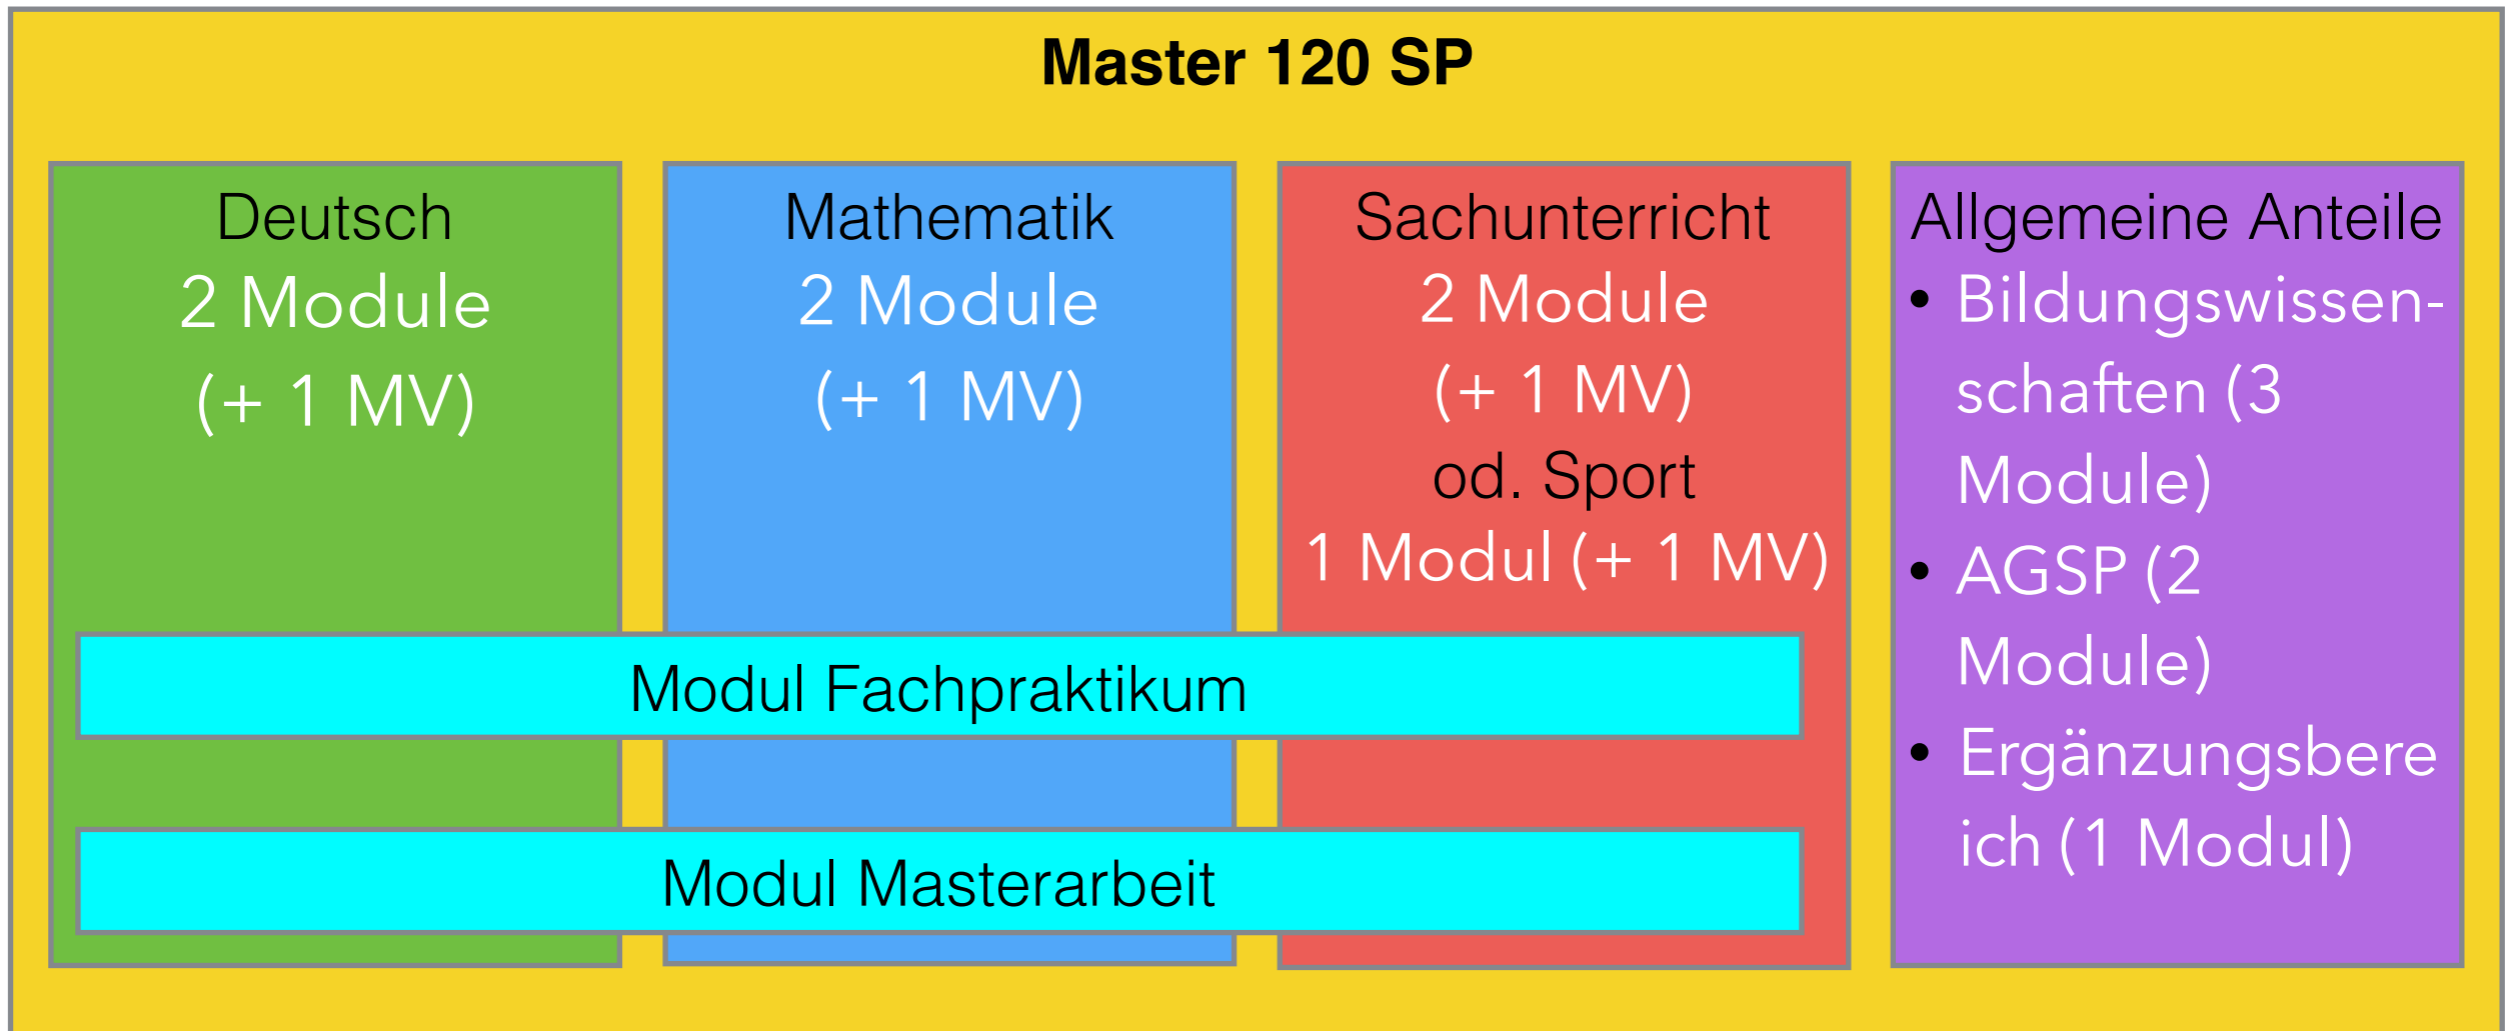 Master 120 SP
Deutsch
2 Module
(+ 1 MV)
Mathematik
2 Module
(+ 1 MV)
Sachunterricht
2 Module
(+ 1 MV)
od. Sport
1 Modul (+ 1 MV)
Allgemeine Anteile
• Bildungswissen-
schaften (3
Module)
• AGSP (2
Module)
• Ergänzungsbere
ich (1 Modul)
Modul Fachpraktikum
Modul Masterarbeit